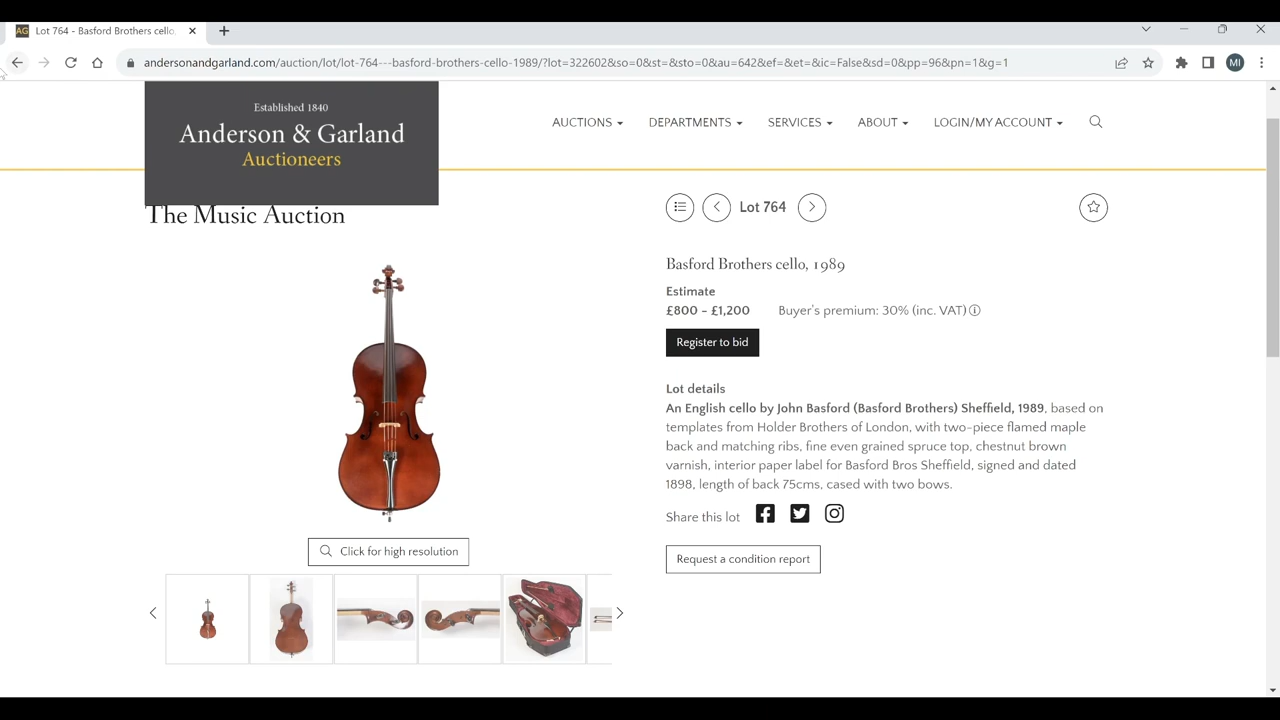 AG Lot 764 - Basford Brothers cello,
andersonandgarland.com/auction/lot/lot-764---basford-brothers-cello-1989/?lot=322602&so=0&st=&sto=0&au=642&ef=&et=&ic=False&sd=0&pp=96&pn=1&g=1
MI
Established 1840
Anderson & Garland
Auctioneers
AUCTIONS
DEPARTMENTS
SERVICES
ABOUT
LOGIN/MY ACCOUNT
The Music Auction
Lot 764
Basford Brothers cello, 1989
Estimate
£800 - £1,200 Buyer's premium: 30% (inc. VAT)
Register to bid
Lot details
An English cello by John Basford (Basford Brothers) Sheffield, 1989, based on
templates from Holder Brothers of London, with two-piece flamed maple
back and matching ribs, fine even grained spruce top, chestnut brown
varnish, interior paper label for Basford Bros Sheffield, signed and dated
1898, length of back 75cms, cased with two bows.
Share this lot
Click for high resolution
Request a condition report